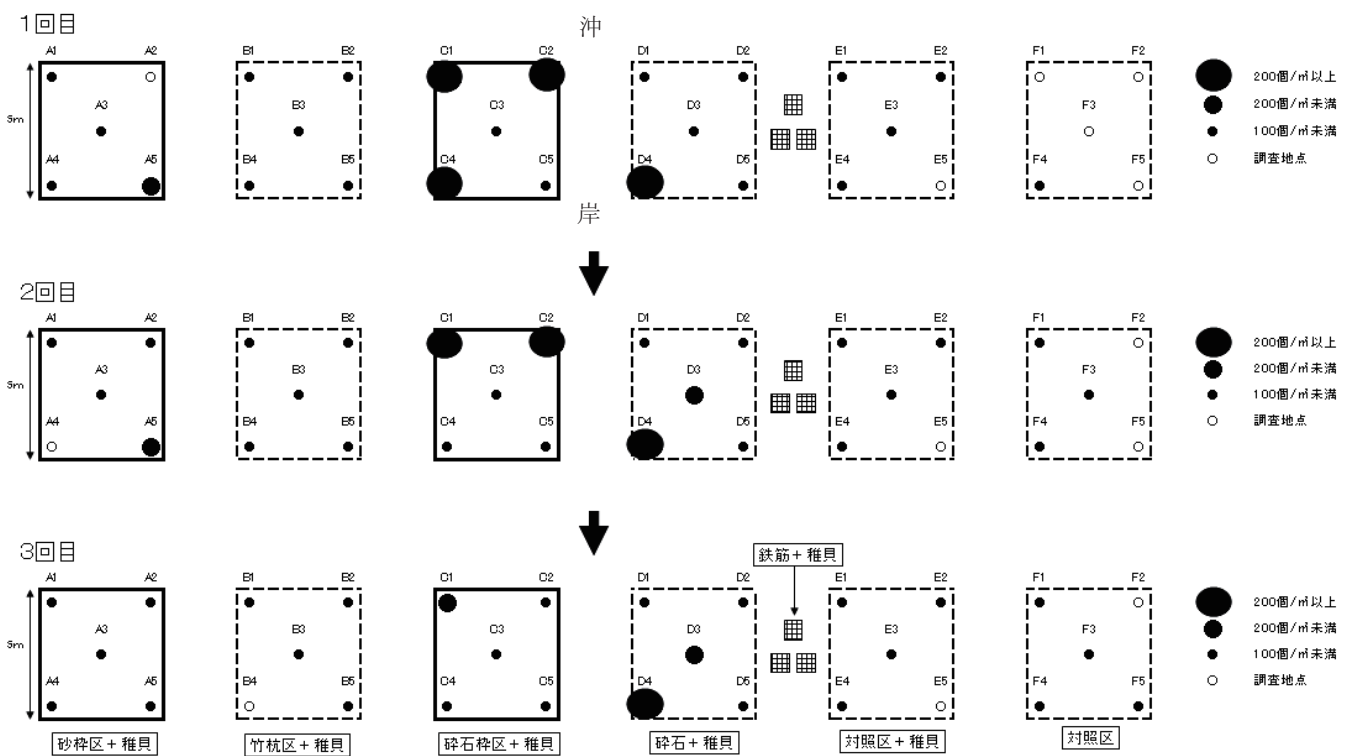 1回目
沖
A1 A2 B1 B2 C1 C2 D1 D2 E1 E2 F1 F2
200個/㎡以上
200個/㎡未満
A3 B3 C3 D3 E3 F3
5m
100個/㎡未満
A4 A5 B4 B5 C4 C5 D4 D5 E4 E5 F4 F5
調査地点
岸
2回目
A1 A2 B1 B2 C1 C2 D1 D2 E1 E2 F1 F2
200個/㎡以上
200個/㎡未満
A3 B3 C3 D3 E3 F3
5m
100個/㎡未満
A4 A5 B4 B5 C4 C5 D4 D5 E4 E5 F4 F5
調査地点
3回目
鉄筋+稚貝
A1 A2 B1 B2 C1 C2 D1 D2 E1 E2 F1 F2
200個/㎡以上
200個/㎡未満
A3 B3 C3 D3 E3 F3
5m
100個/㎡未満
A4 A5 B4 B5 C4 C5 D4 D5 E4 E5 F4 F5
調査地点
砂枠区+稚貝 竹杭区+稚貝 砕石枠区+稚貝 砕石+稚貝 対照区+稚貝 対照区